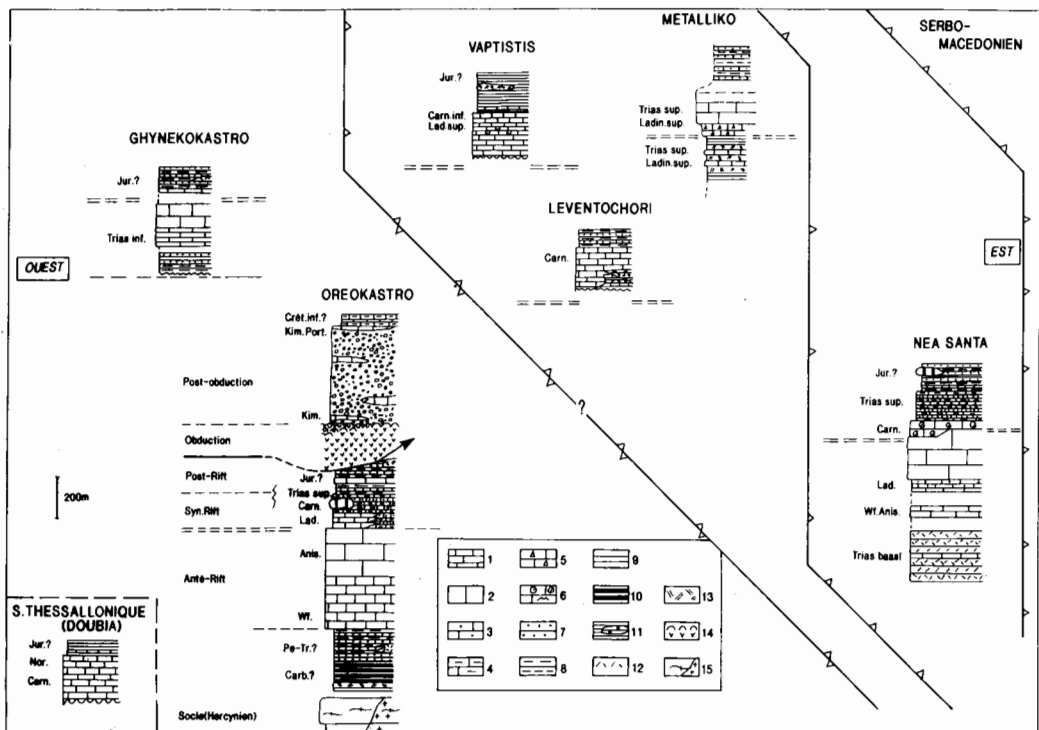 METALLIKO
SERBO-
MACEDONIEN
VAPTISTIS
Jur.?
Carn.inf.
Lad.sup.
Trias sup.
Ladin.sup.
Trias sup.
Ladin.sup.
GHYNEKOKASTRO
Jur.?
Trias inf.
OUEST
LEVENTOCHORI
Carn.
EST
OREOKASTRO
Crét.inf.?
Kim.Port.
Post-obduction
Kim.
Obduction
Post-Rift
Jur.?
Trias sup.
Syn.Rift
Carn.
Lad.
Anis.
Anté-Rift
Wf.
Pe-Tr.?
Carb.?
Socle(Hercynien)
200m
?
NEA SANTA
Jur.?
Trias sup.
Carn.
Lad.
Wf.Anis.
Trias basal
S.THESSALLONIQUE
(DOUBIA)
Jur.?
Nor.
Carn.
1 5 9
2 6 10 13
3 7 11 14
4 8 12 15